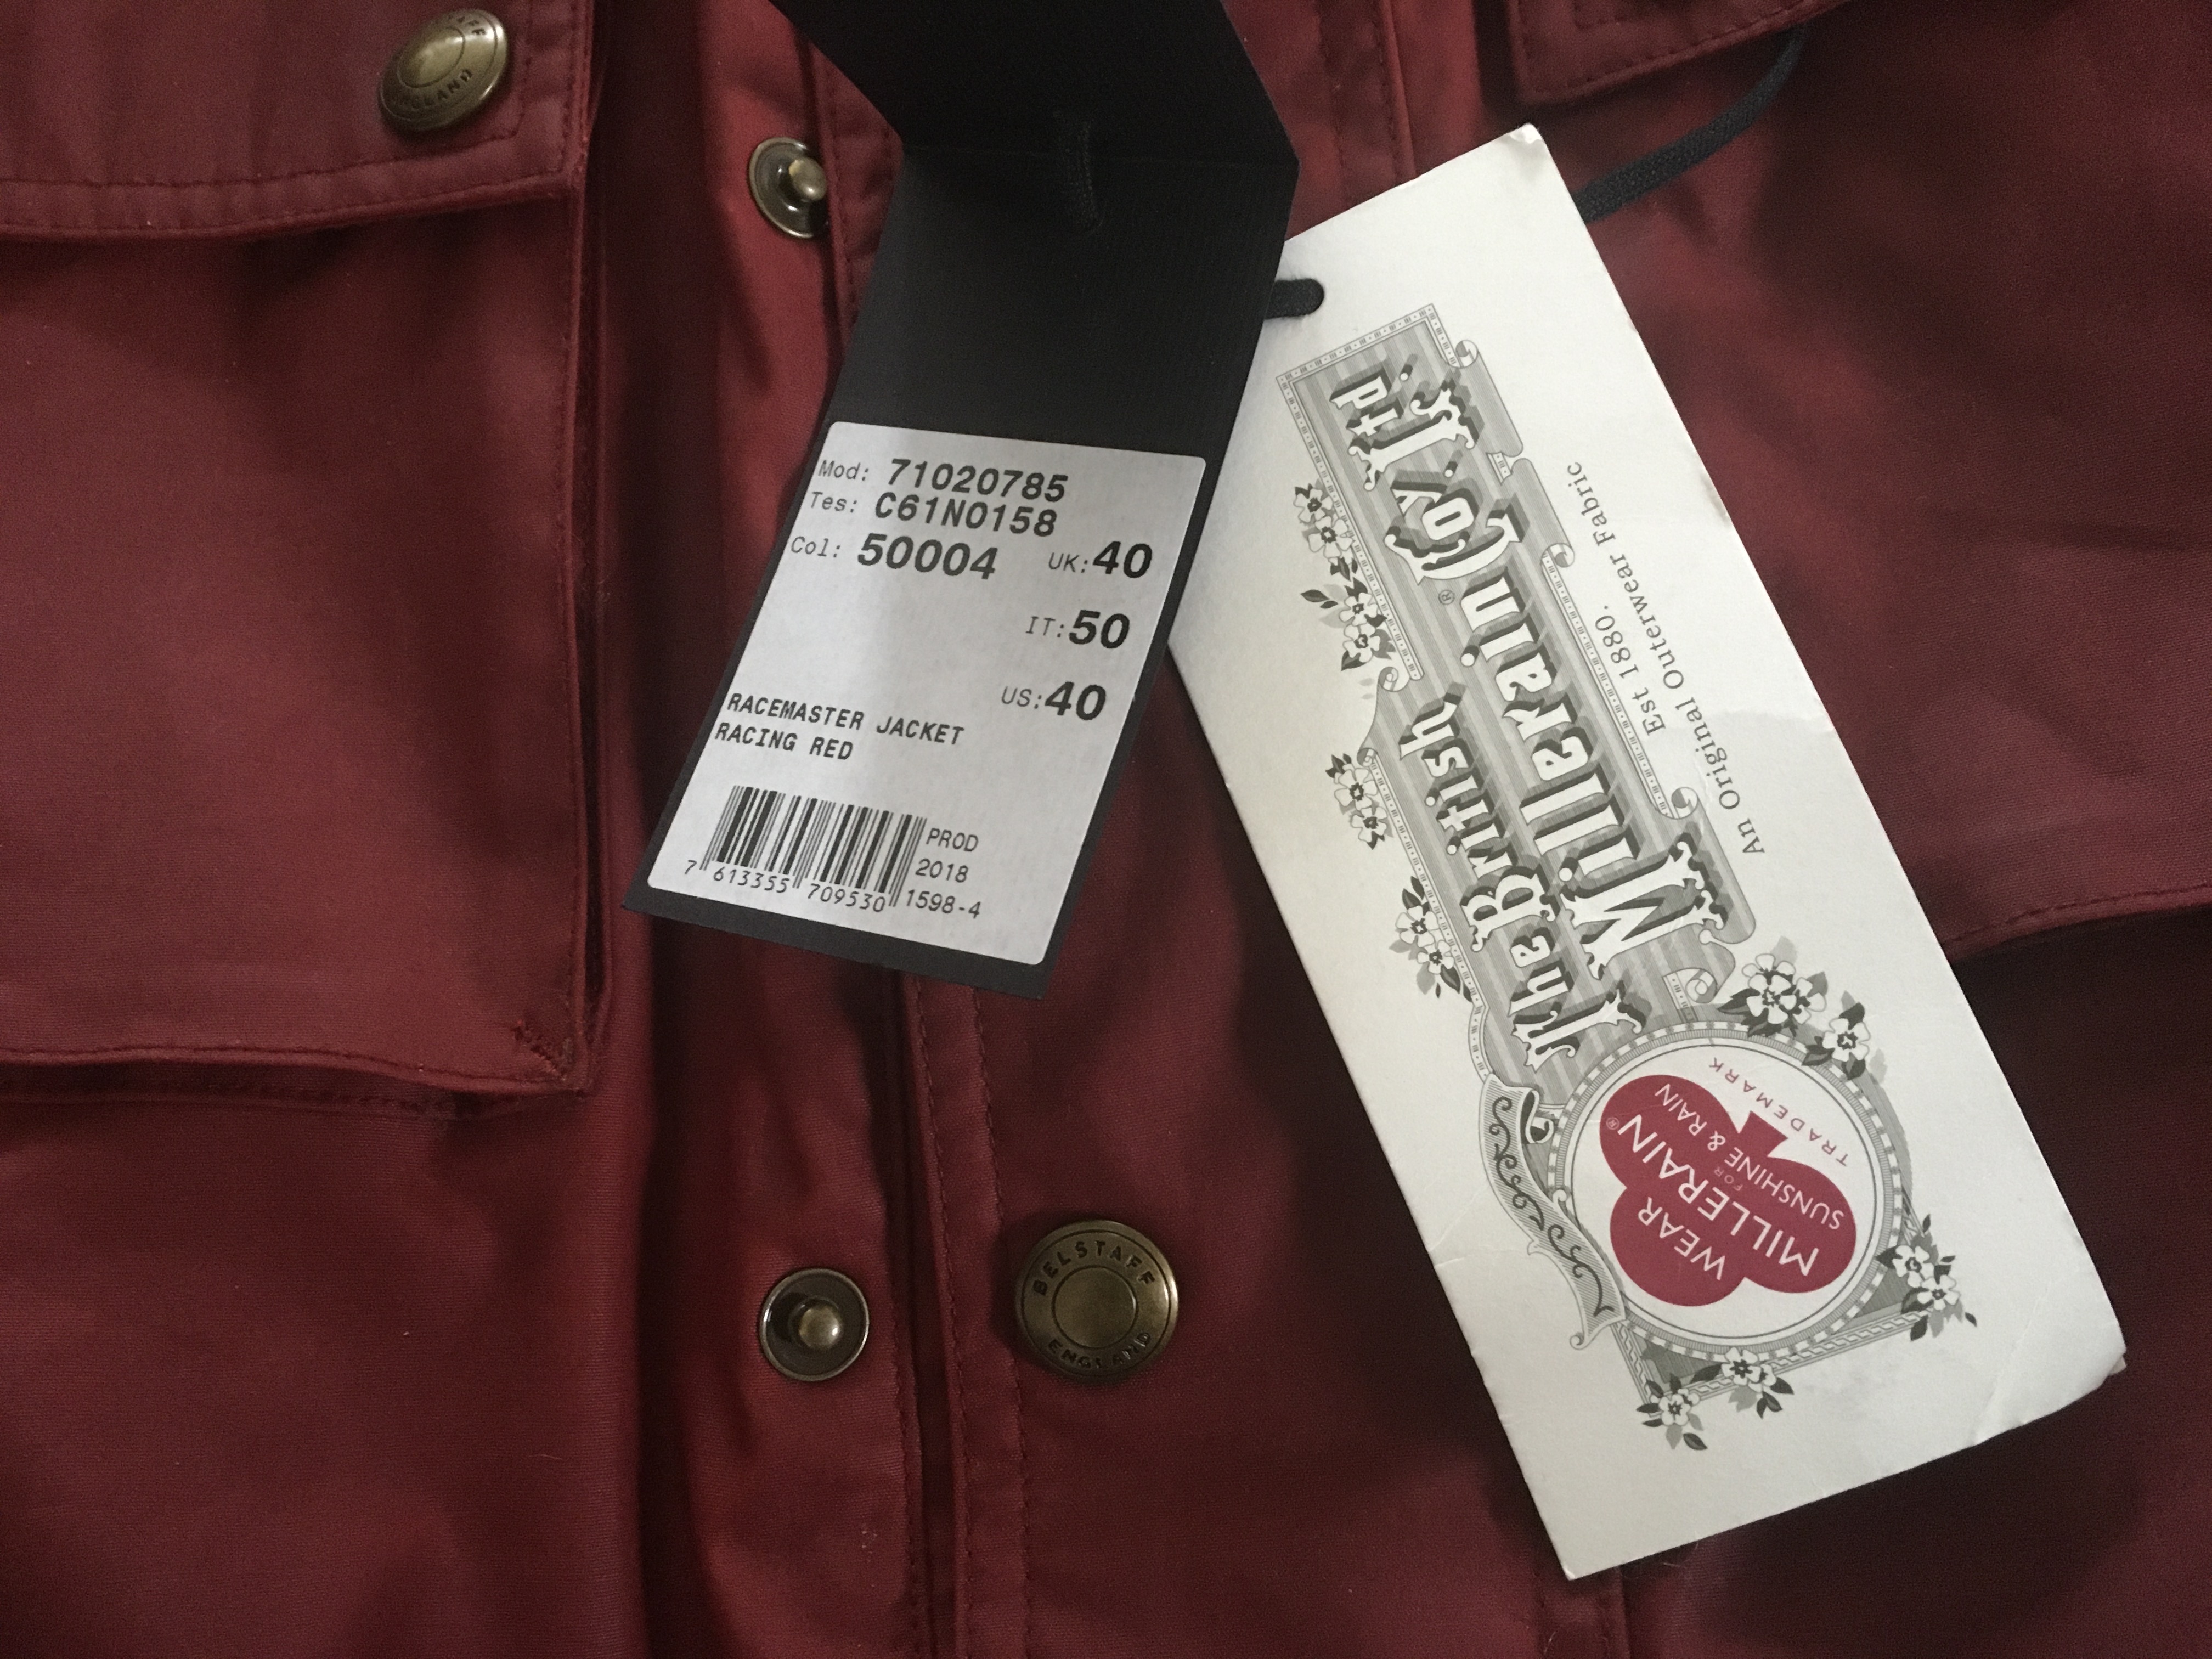 ENGLAND
Mod: 71020785
Tes: C61N0158
Col: 50004 UK:40
IT:50
US:40
RACEMASTER JACKET
RACING RED
PROD
2018
7 613355 709530 1598-4
The British
Millerain Coy Ltd.
®
Est 1880.
An Original Outerwear Fabric
WEAR
MILLERAIN®
FOR
SUNSHINE & RAIN
TRADEMARK
BELSTAFF
ENGLAND